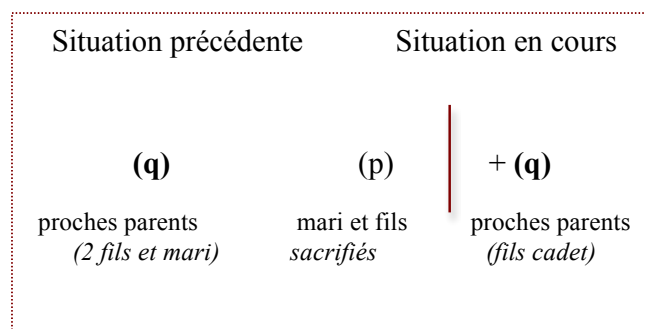 Situation précédente Situation en cours
(q) (p) + (q)
proches parents mari et fils proches parents
(2 fils et mari) sacrifiés (fils cadet)